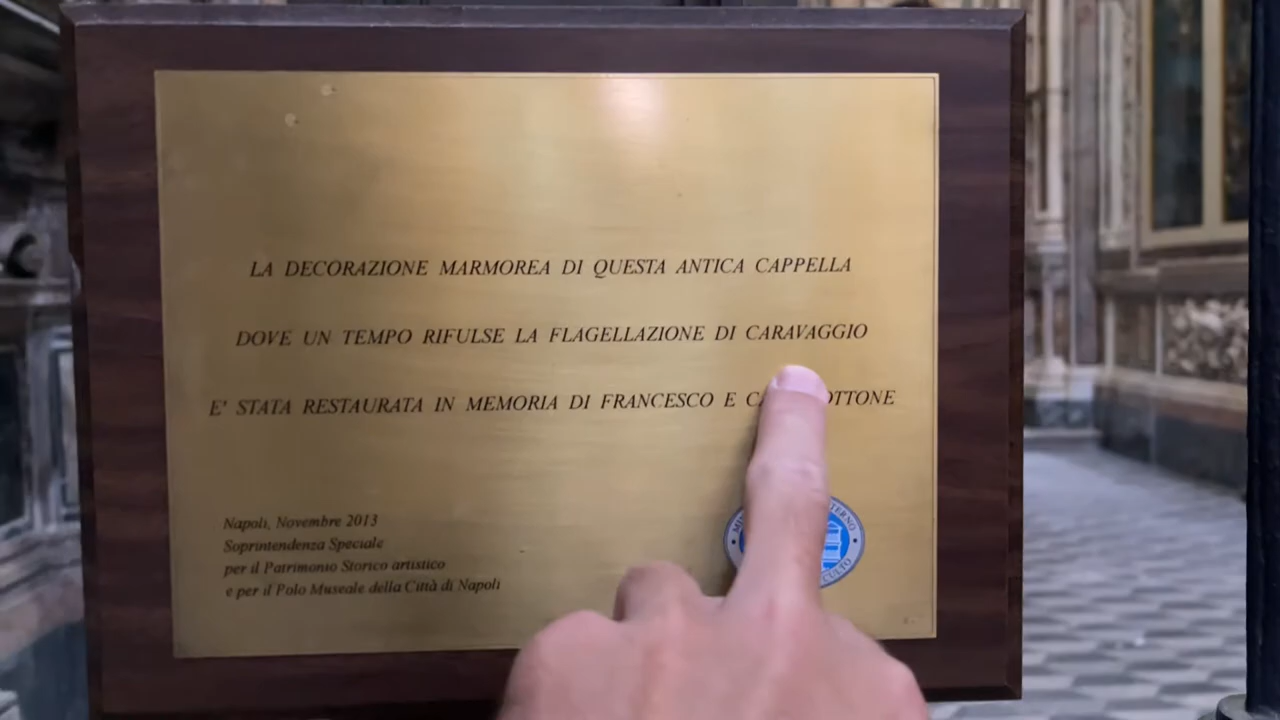 LA DECORAZIONE MARMOREA DI QUESTA ANTICA CAPPELLA
DOVE UN TEMPO RIFULSE LA FLAGELLAZIONE DI CARAVAGGIO
E' STATA RESTAURATA IN MEMORIA DI FRANCESCO E
Napoli, Novembre 2013
Soprintendenza Speciale
per il Patrimonio Storico artistico
e per il Polo Museale della Città di Napoli